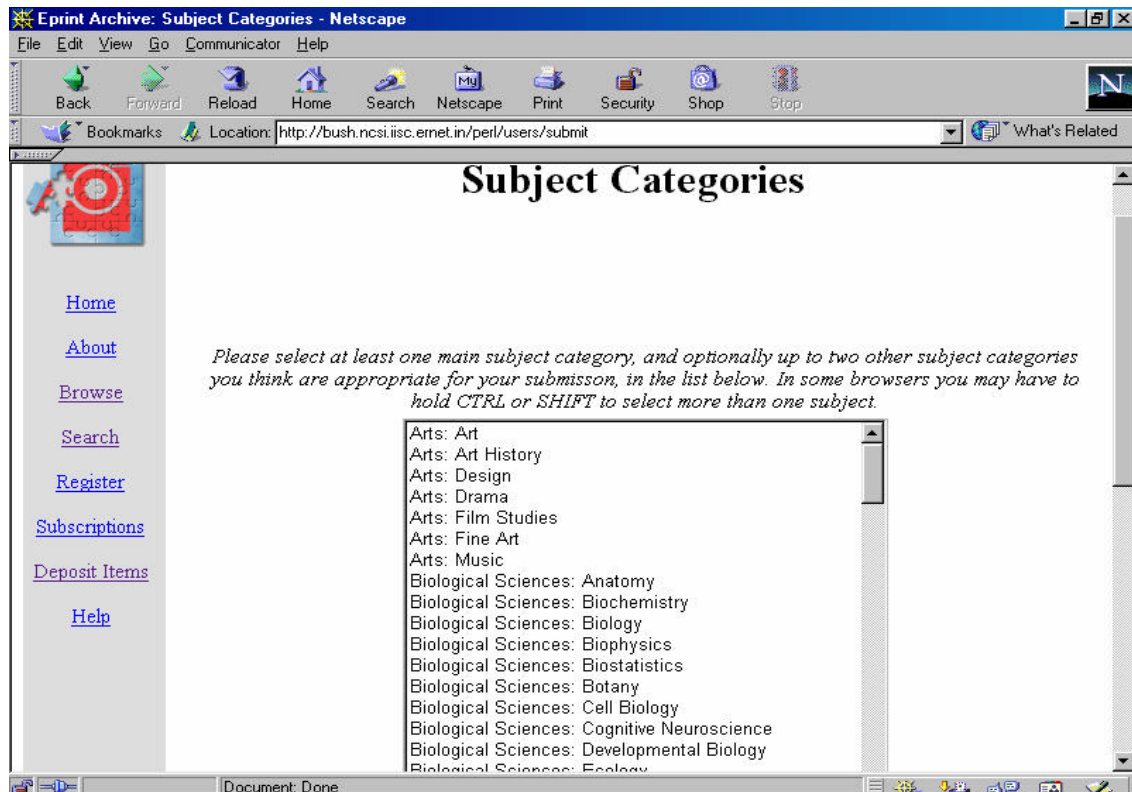 Eprint Archive: Subject Categories - Netscape
File Edit View Go Communicator Help
Back Forward Reload Home Search Netscape Print Security Shop Stop
My
N
Bookmarks Location: http://bush.ncsi.iisc.ernet.in/perl/users/submit What's Related
Subject Categories
Home
About
Browse
Search
Register
Subscriptions
Deposit Items
Help
Please select at least one main subject category, and optionally up to two other subject categories
you think are appropriate for your submisson, in the list below. In some browsers you may have to
hold CTRL or SHIFT to select more than one subject.
Arts: Art
Arts: Art History
Arts: Design
Arts: Drama
Arts: Film Studies
Arts: Fine Art
Arts: Music
Biological Sciences: Anatomy
Biological Sciences: Biochemistry
Biological Sciences: Biology
Biological Sciences: Biophysics
Biological Sciences: Biostatistics
Biological Sciences: Botany
Biological Sciences: Cell Biology
Biological Sciences: Cognitive Neuroscience
Biological Sciences: Developmental Biology
Biological Sciences: Ecology
Document: Done